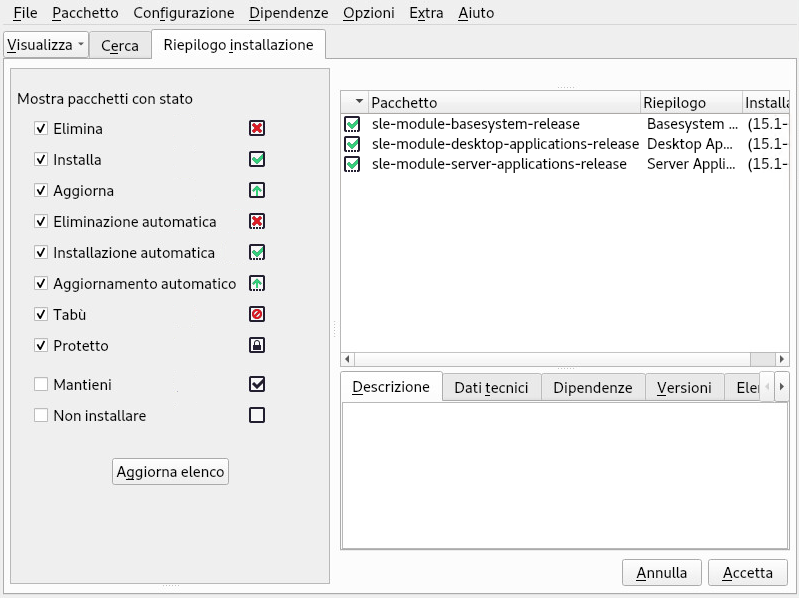 File Pacchetto Configurazione Dipendenze Opzioni Extra Aiuto
Visualizza Cerca Riepilogo installazione
Mostra pacchetti con stato
Elimina
Installa
Aggiorna
Eliminazione automatica
Installazione automatica
Aggiornamento automatico
Tabù
Protetto
Mantieni
Non installare
Aggiorna elenco
Pacchetto Riepilogo Installa
sle-module-basesystem-release Basesystem ... (15.1-
sle-module-desktop-applications-release Desktop Ap... (15.1-
sle-module-server-applications-release Server Appli... (15.1-
Descrizione Dati tecnici Dipendenze Versioni
Annulla Accetta